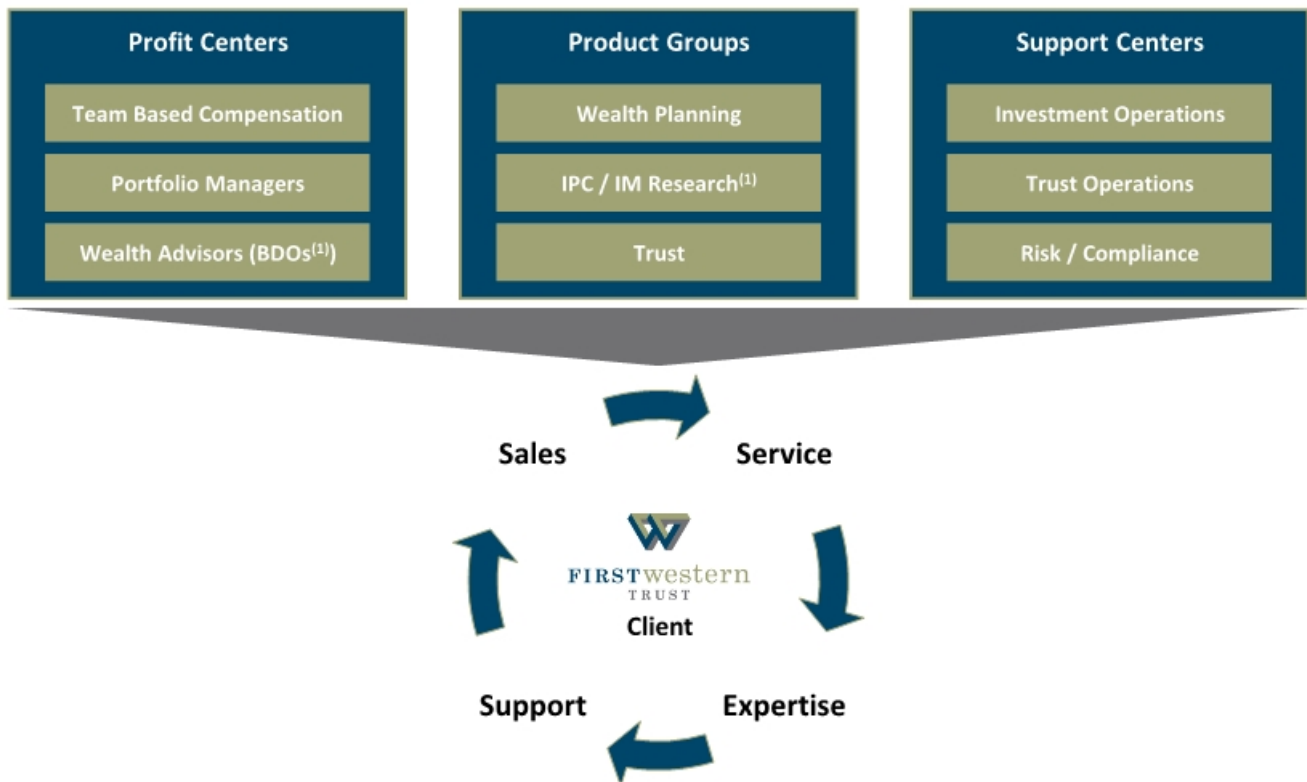 Profit Centers
Team Based Compensation
Portfolio Managers
Wealth Advisors (BDOs(1))
Product Groups
Wealth Planning
IPC / IM Research(1)
Trust
Support Centers
Investment Operations
Trust Operations
Risk / Compliance
Sales
Service
FIRSTwestern
TRUST
Client
Support
Expertise